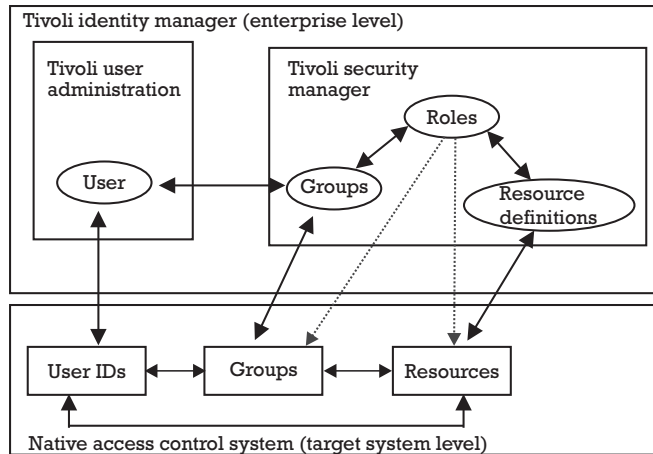 Tivoli identity manager (enterprise level)
Tivoli user
administration
Tivoli security
manager
Roles
User
Groups
Resource
definitions
User IDs
Groups
Resources
Native access control system (target system level)